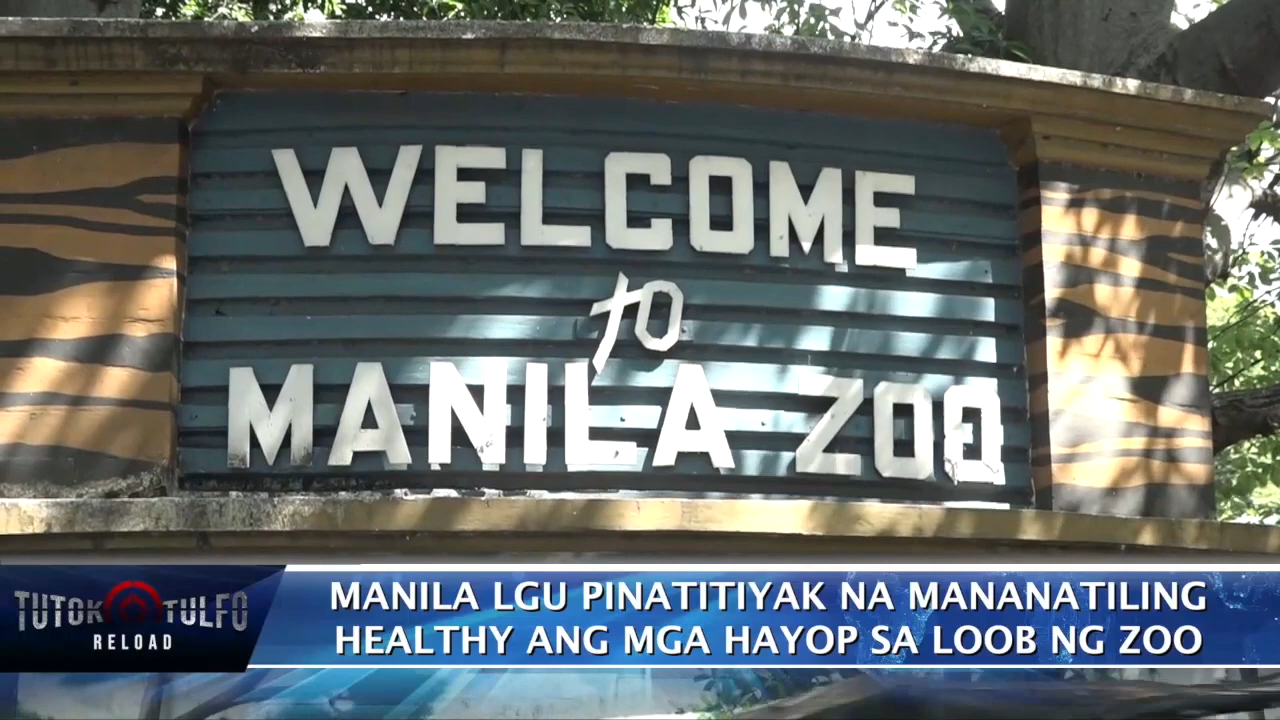 WELCOME
to
MANILA ZOO
TUTOK TULFO
RELOAD
MANILA LGU PINATITIYAK NA MANANATILING
HEALTHY ANG MGA HAYOP SA LOOB NG ZOO